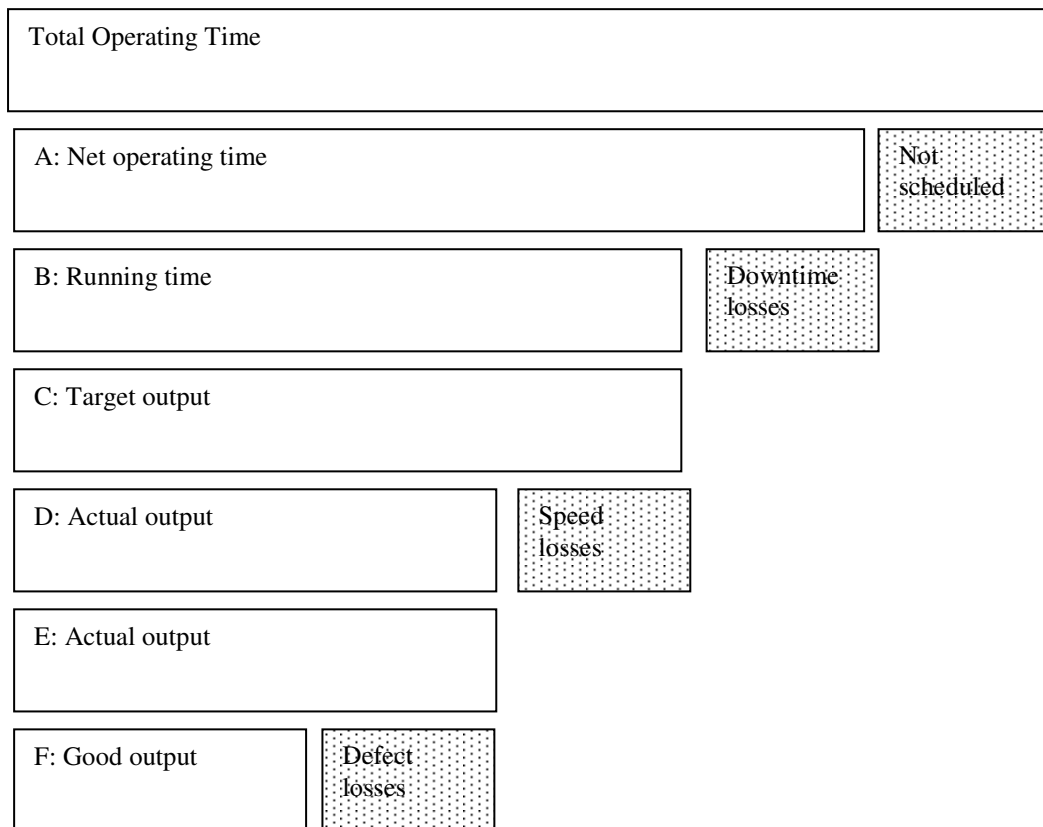 Total Operating Time
A: Net operating time
Not
scheduled
B: Running time
Downtime
losses
C: Target output
D: Actual output
Speed
losses
E: Actual output
F: Good output
Defect
losses